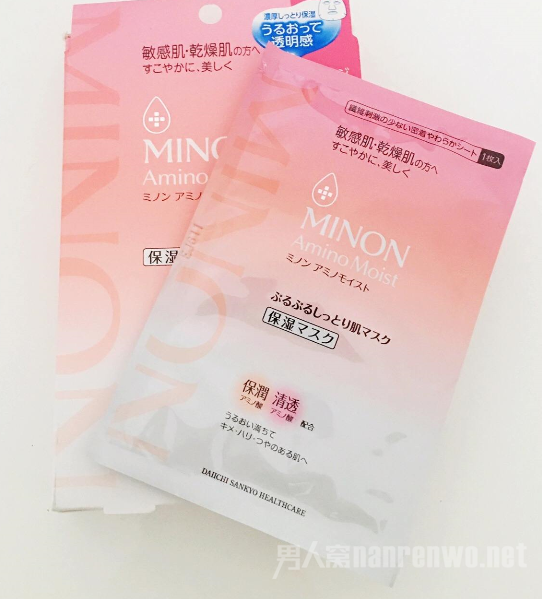 濃厚しっとり保湿
うるおって
透明感
敏感肌・乾燥肌の方へ
すこやかに、美しく
MINON
Amino
ミノン アミノ
保湿
MINON
繊維刺激の少ない密着やわらかシート 1枚入
敏感肌・乾燥肌の方へ
すこやかに、美しく
MINON
Amino Moist
ミノン アミノモイスト
ぷるぷるしっとり肌マスク
保湿マスク
保潤 清透
アミノ酸 アミノ酸 配合
うるおい満ちて
キメ・ハリ・つやのある肌へ
DAIICHI SANKYO HEALTHCARE
MINON
男人窝nanrenwo.net